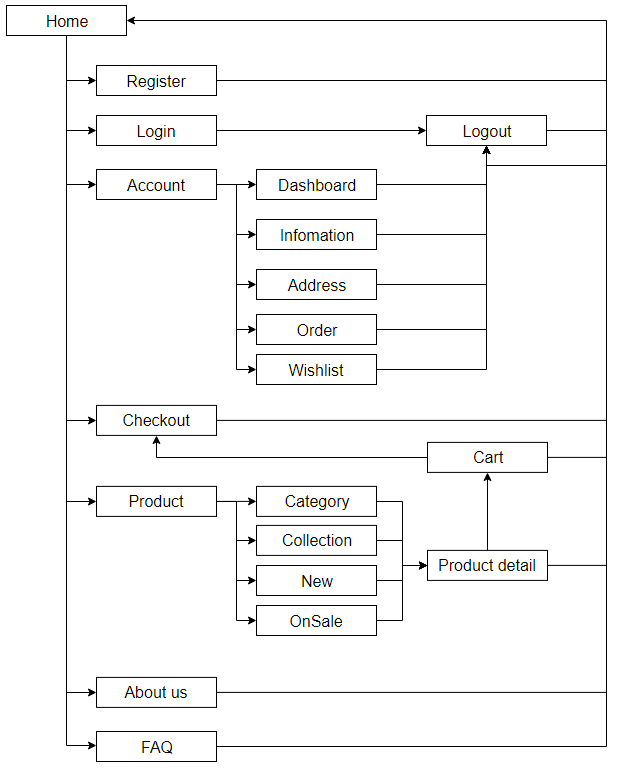 Home
Register
Login
Logout
Account
Dashboard
Infomation
Address
Order
Wishlist
Checkout
Cart
Product
Category
Collection
New
Product detail
OnSale
About us
FAQ